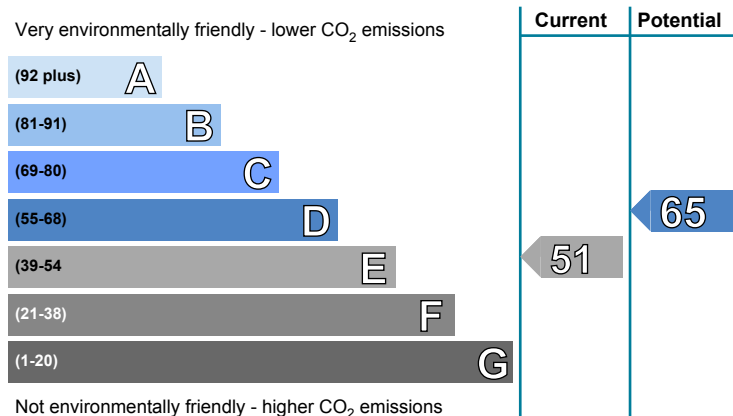 Very environmentally friendly - lower CO2 emissions
Current
Potential
(92 plus) A
(81-91) B
(69-80) C
(55-68) D
65
(39-54 E
51
(21-38) F
(1-20) G
Not environmentally friendly - higher CO2 emissions